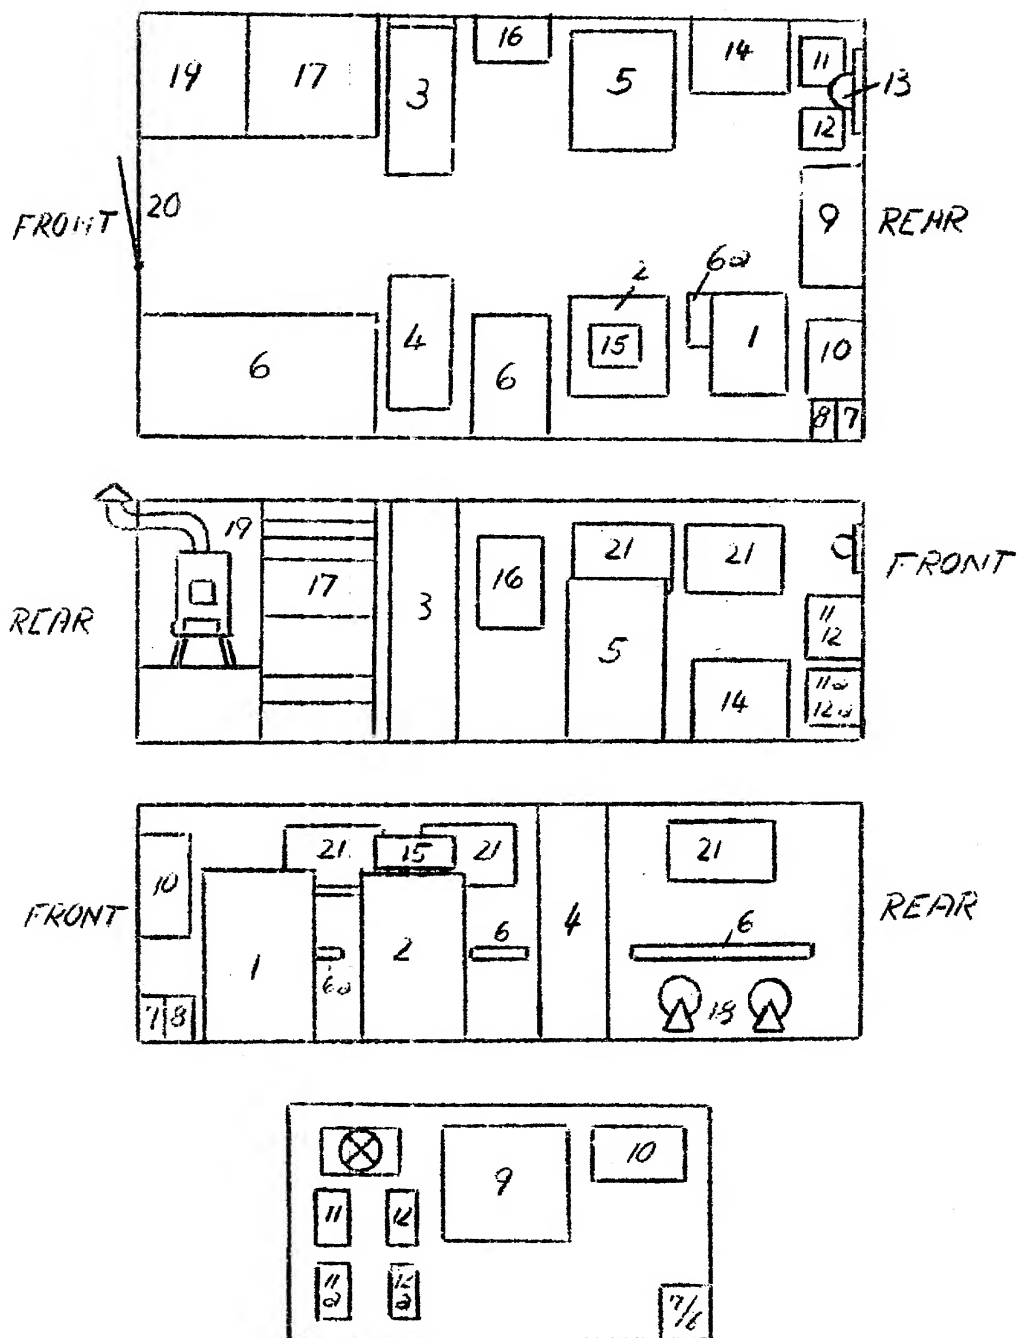 19 17 3 16 5 14 11 13
12
FRONT 20 9 REAR
2 6a
6 4 6 15 1 10
8 7
19 21 21 FRONT
REAR 17 3 16 5 11
12
14 11a
12a
10 21 15 21 21
FRONT 1 6a 2 6 4 6 REAR
7 8 18
9 10
11 12
11 a 12 a
7/8